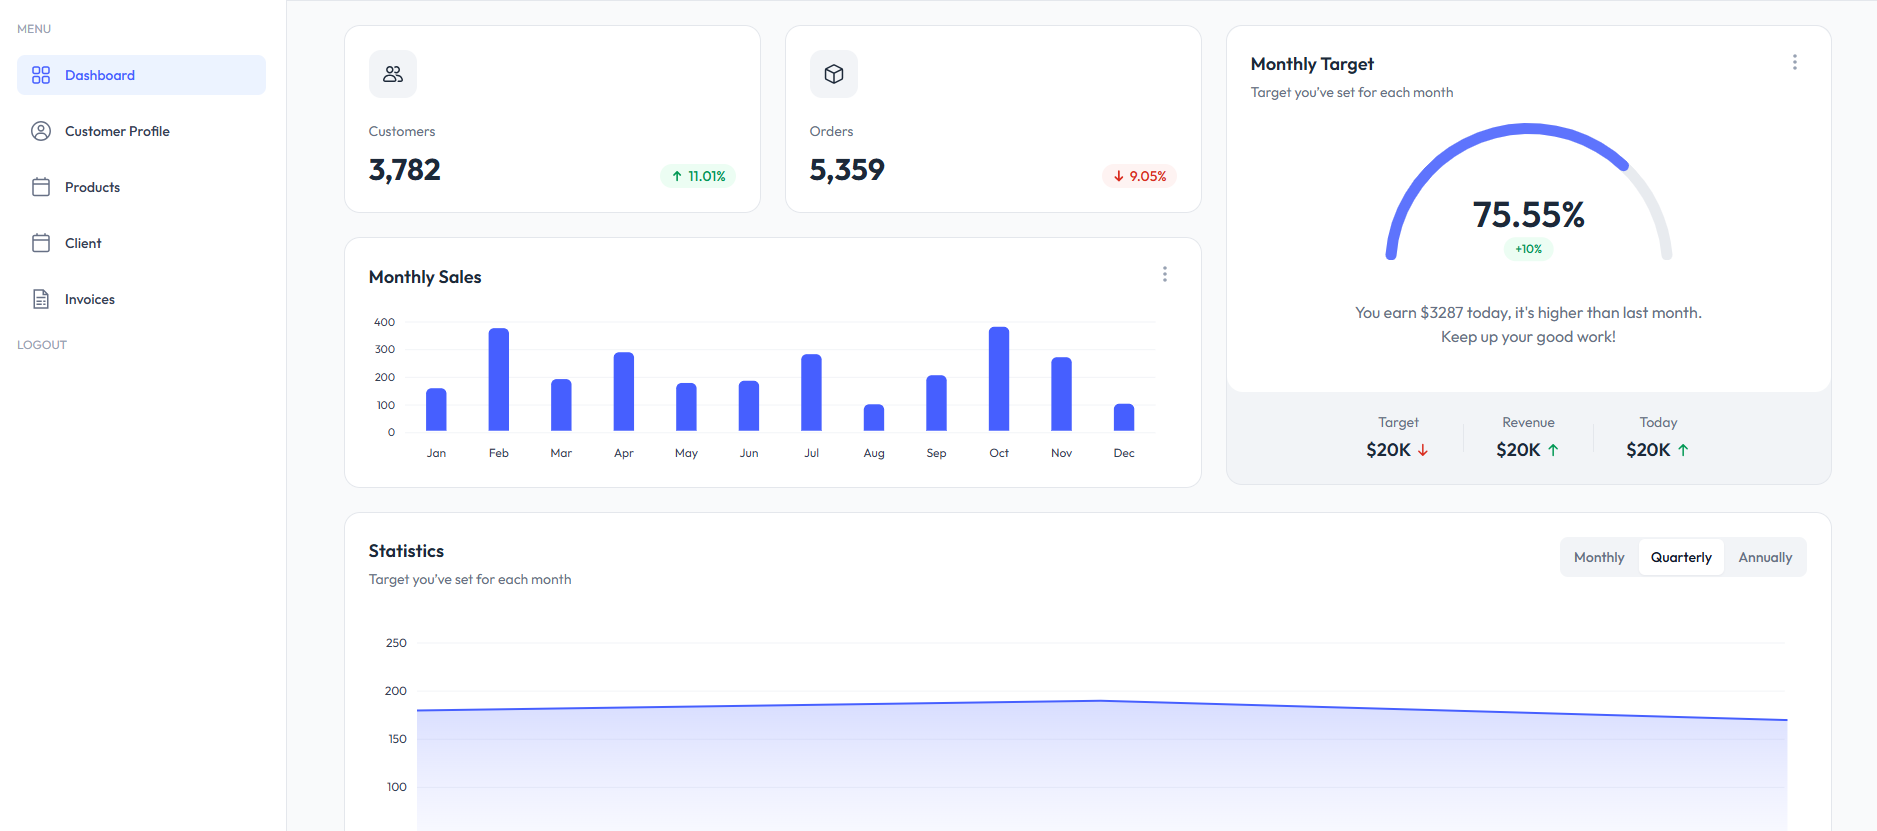 MENU
Dashboard
Customer Profile
Products
Client
Invoices
LOGOUT
Customers
3,782
11.01%
Orders
5,359
9.05%
Monthly Target
Target you've set for each month
75.55%
+10%
You earn $3287 today, it's higher than last month.
Keep up your good work!
Target
$20K
Revenue
$20K
Today
$20K
Monthly Sales
400
300
200
100
0
Jan Feb Mar Apr May Jun Jul Aug Sep Oct Nov Dec
Statistics
Target you've set for each month
Monthly Quarterly Annually
250
200
150
100